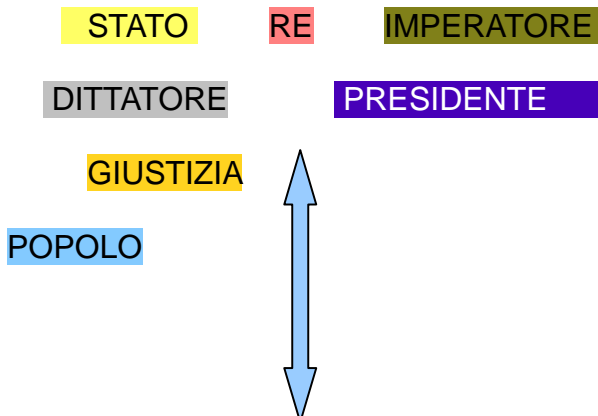 STATO RE IMPERATORE
DITTATORE PRESIDENTE
GIUSTIZIA
POPOLO